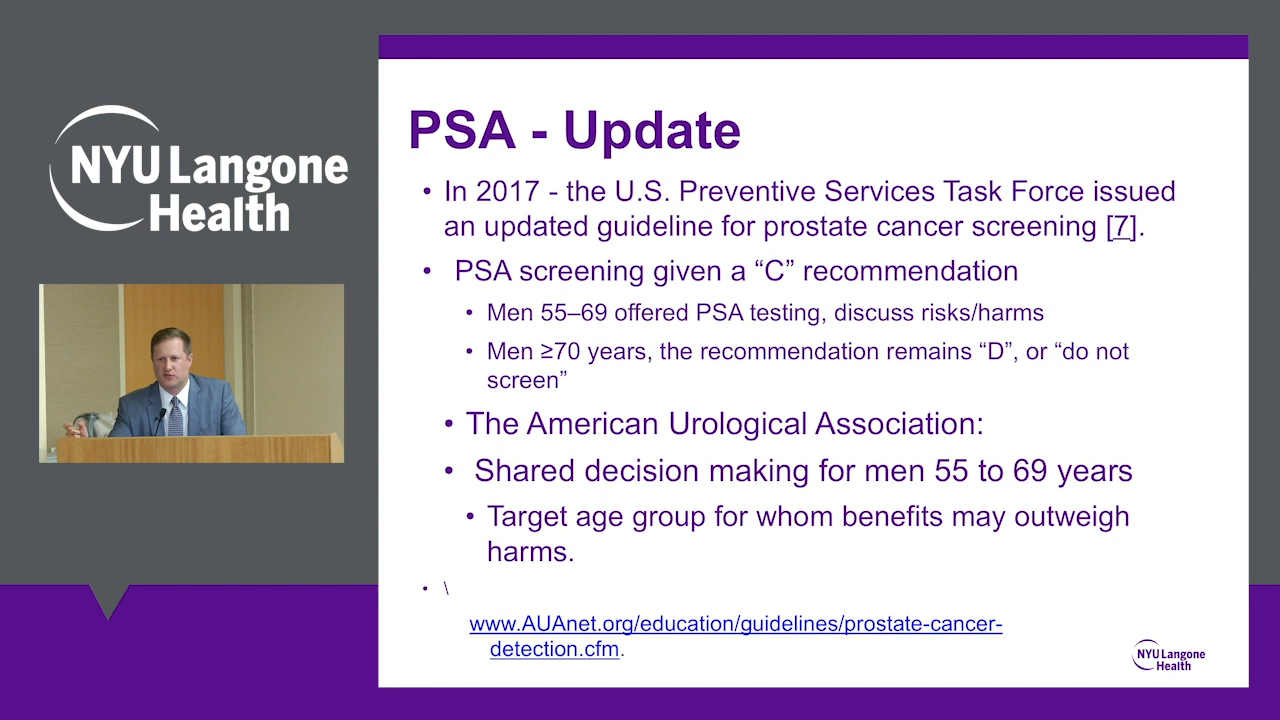 NYU Langone
Health
PSA - Update
• In 2017 - the U.S. Preventive Services Task Force issued
an updated guideline for prostate cancer screening [7].
• PSA screening given a “C” recommendation
• Men 55–69 offered PSA testing, discuss risks/harms
• Men ≥70 years, the recommendation remains “D”, or “do not
screen”
• The American Urological Association:
• Shared decision making for men 55 to 69 years
• Target age group for whom benefits may outweigh
harms.
• \
www.AUAnet.org/education/guidelines/prostate-cancer-
detection.cfm.
NYU Langone
Health